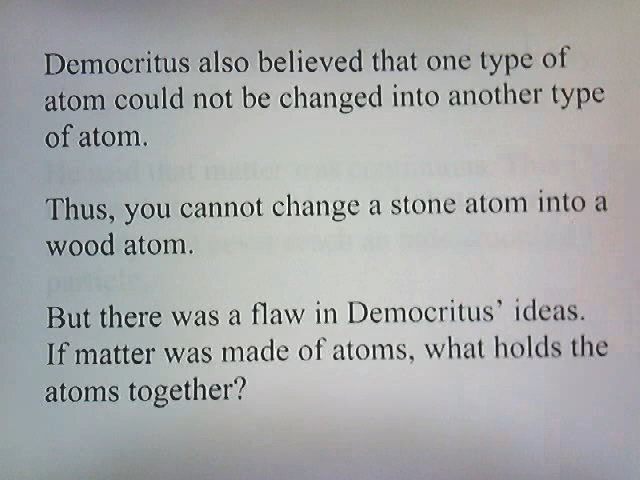 Democritus also believed that one type of
atom could not be changed into another type
of atom.
Thus, you cannot change a stone atom into a
wood atom.
But there was a flaw in Democritus' ideas.
If matter was made of atoms, what holds the
atoms together?